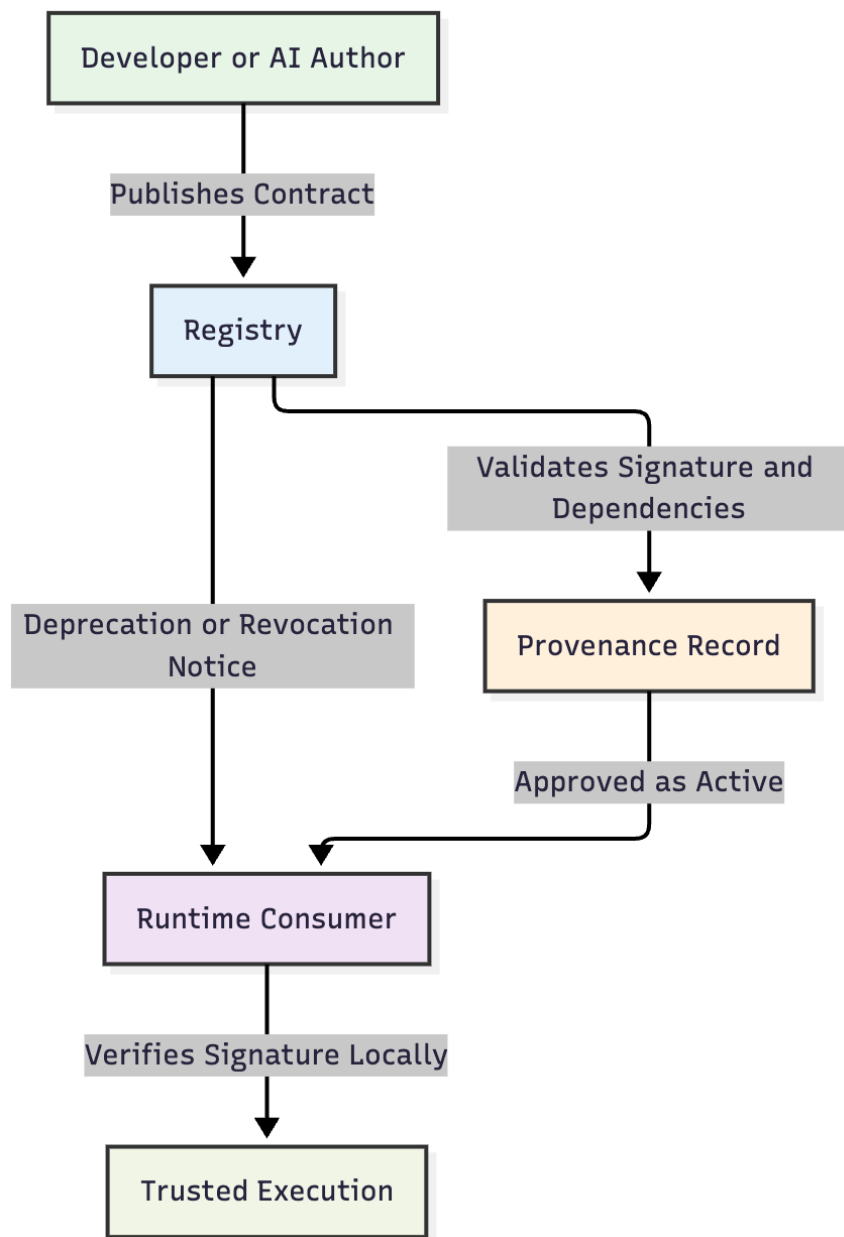 Developer or AI Author
Publishes Contract
Registry
Validates Signature and
Dependencies
Deprecation or Revocation
Notice
Provenance Record
Approved as Active
Runtime Consumer
Verifies Signature Locally
Trusted Execution